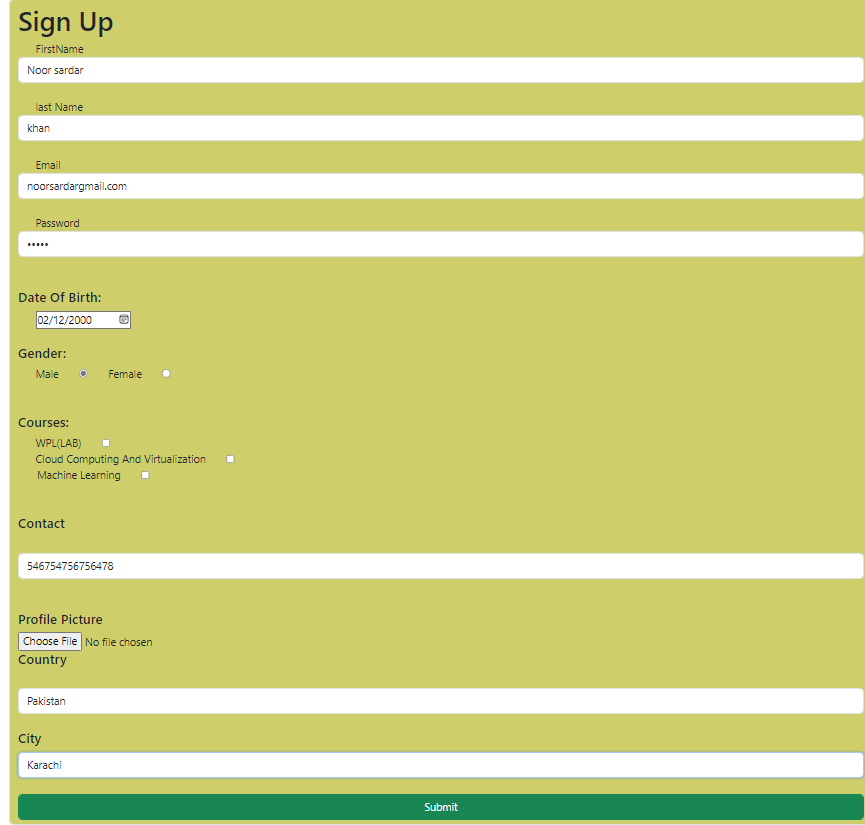 Sign Up
FirstName
Noor sardar
last Name
khan
Email
noorsardargmail.com
Password
•••••
Date Of Birth:
02/12/2000
Gender:
Male Female
Courses:
WPL(LAB)
Cloud Computing And Virtualization
Machine Learning
Contact
546754756756478
Profile Picture
Choose File No file chosen
Country
Pakistan
City
Karachi
Submit